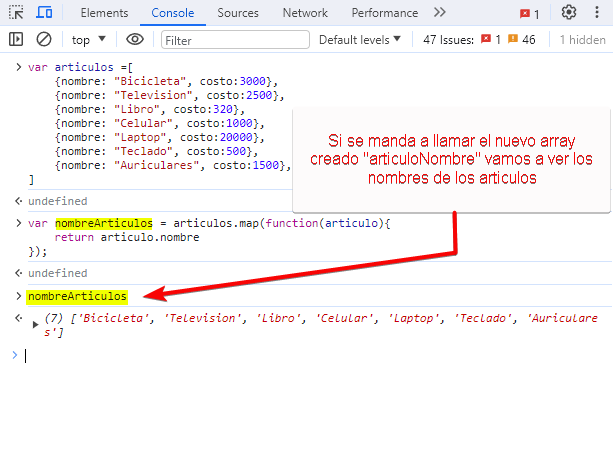 Elements Console Sources Network Performance 1
top Filter Default levels 47 Issues: 1 46 1 hidden
> var articulos =[
{nombre: "Bicicleta", costo:3000},
{nombre: "Television", costo:2500},
{nombre: "Libro", costo:320},
{nombre: "Celular", costo:1000},
{nombre: "Laptop", costo:20000},
{nombre: "Teclado", costo:500},
{nombre: "Auriculares", costo:1500},
]
Si se manda a llamar el nuevo array
creado "articuloNombre" vamos a ver los
nombres de los articulos
undefined
> var nombreArticulos = articulos.map(function(articulo){
return articulo.nombre
});
undefined
> nombreArticulos
(7) ['Bicicleta', 'Television', 'Libro', 'Celular', 'Laptop', 'Teclado', 'Auriculare
s']
>